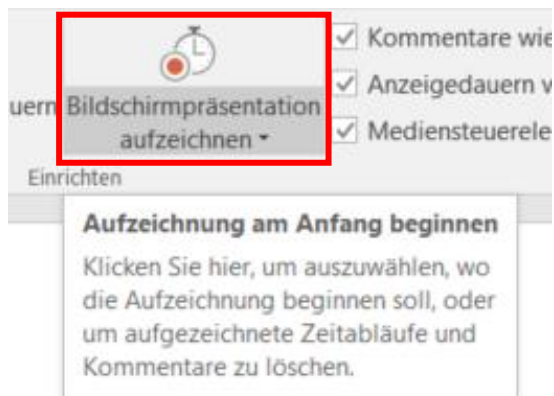 Kommentare wie
Anzeigedauern v
uern Bildschirmpräsentation
aufzeichnen
Mediensteuerele
Einrichten
Aufzeichnung am Anfang beginnen
Klicken Sie hier, um auszuwählen, wo
die Aufzeichnung beginnen soll, oder
um aufgezeichnete Zeitabläufe und
Kommentare zu löschen.